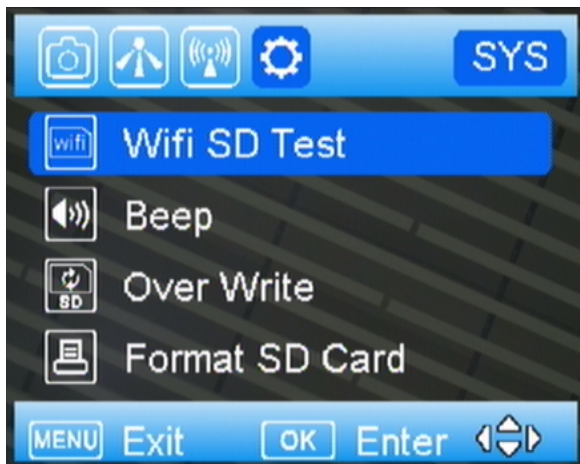 SYS
wifi Wifi SD Test
Beep
SD Over Write
Format SD Card
MENU Exit OK Enter